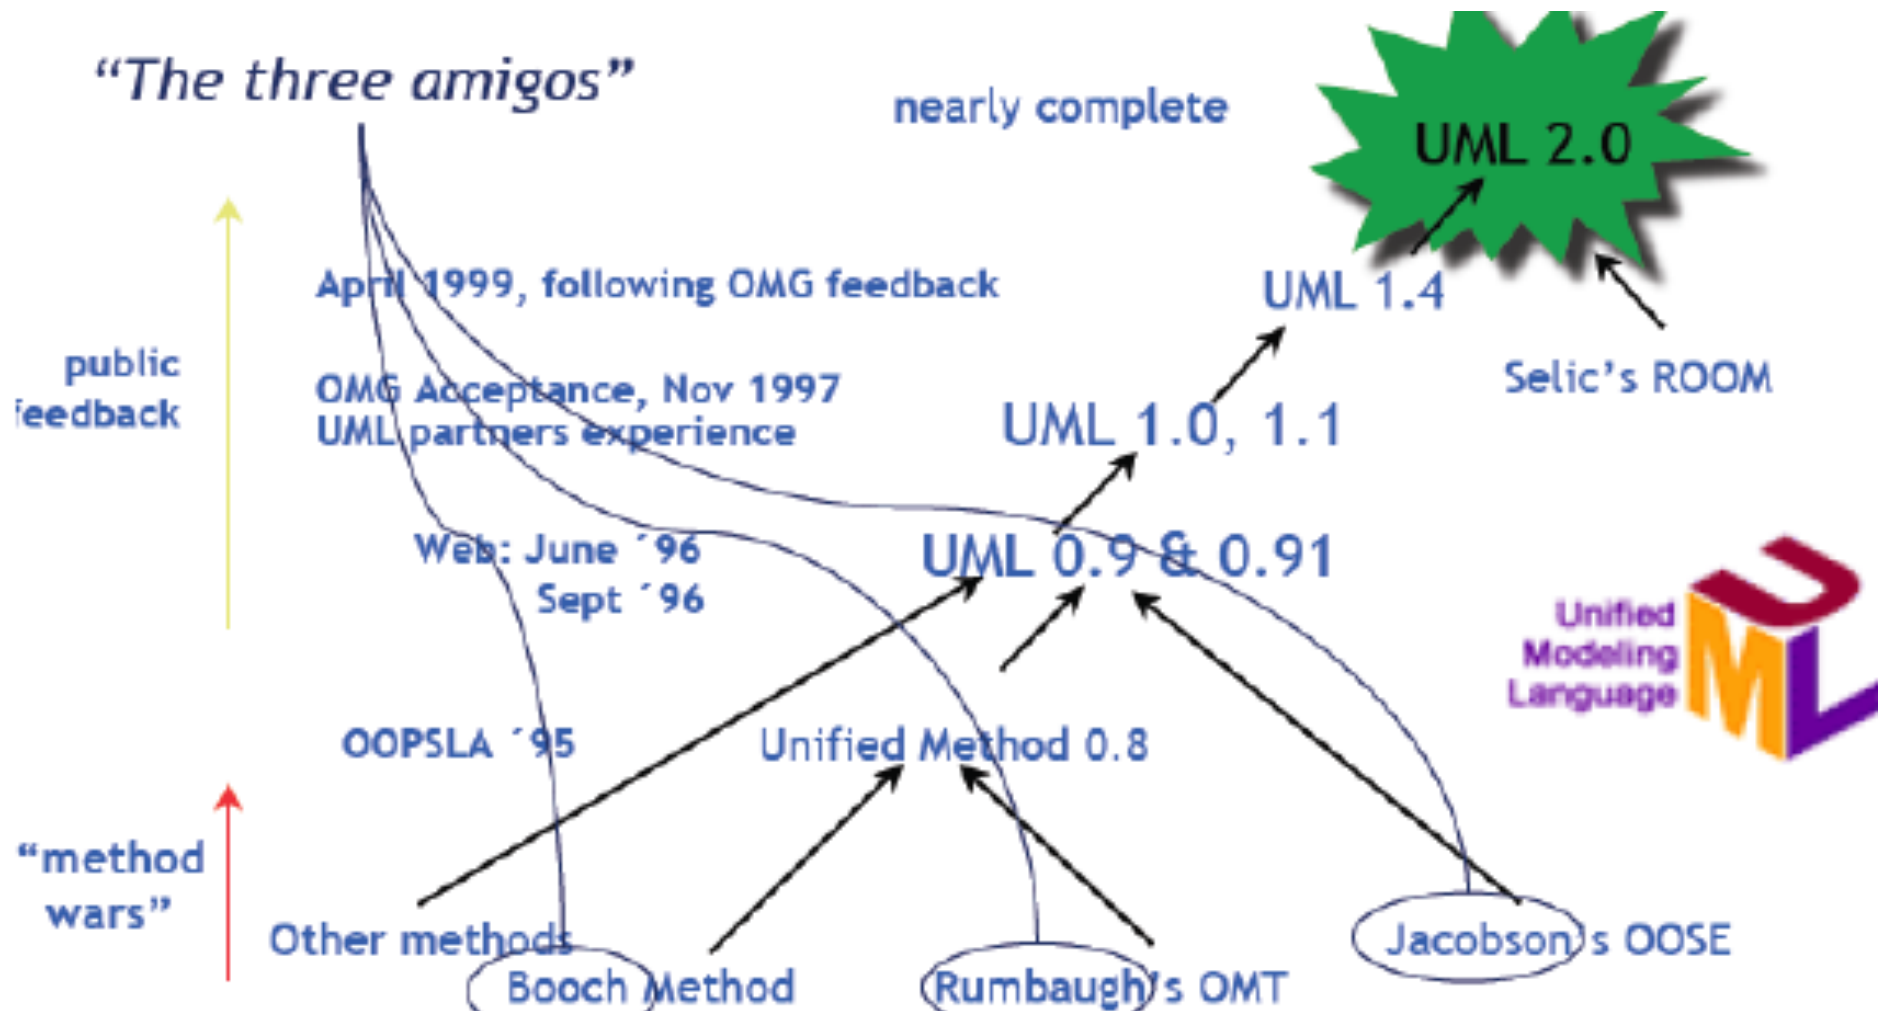 “The three amigos”
nearly complete
UML 2.0
April 1999, following OMG feedback
UML 1.4
public
feedback
OMG Acceptance, Nov 1997
UML partners experience
UML 1.0, 1.1
Selic’s ROOM
Web: June ´96
Sept ´96
UML 0.9 & 0.91
Unified
Modeling
Language
UML
OOPSLA ´95
Unified Method 0.8
“method
wars”
Other methods
Booch Method
Rumbaugh’s OMT
Jacobson’s OOSE